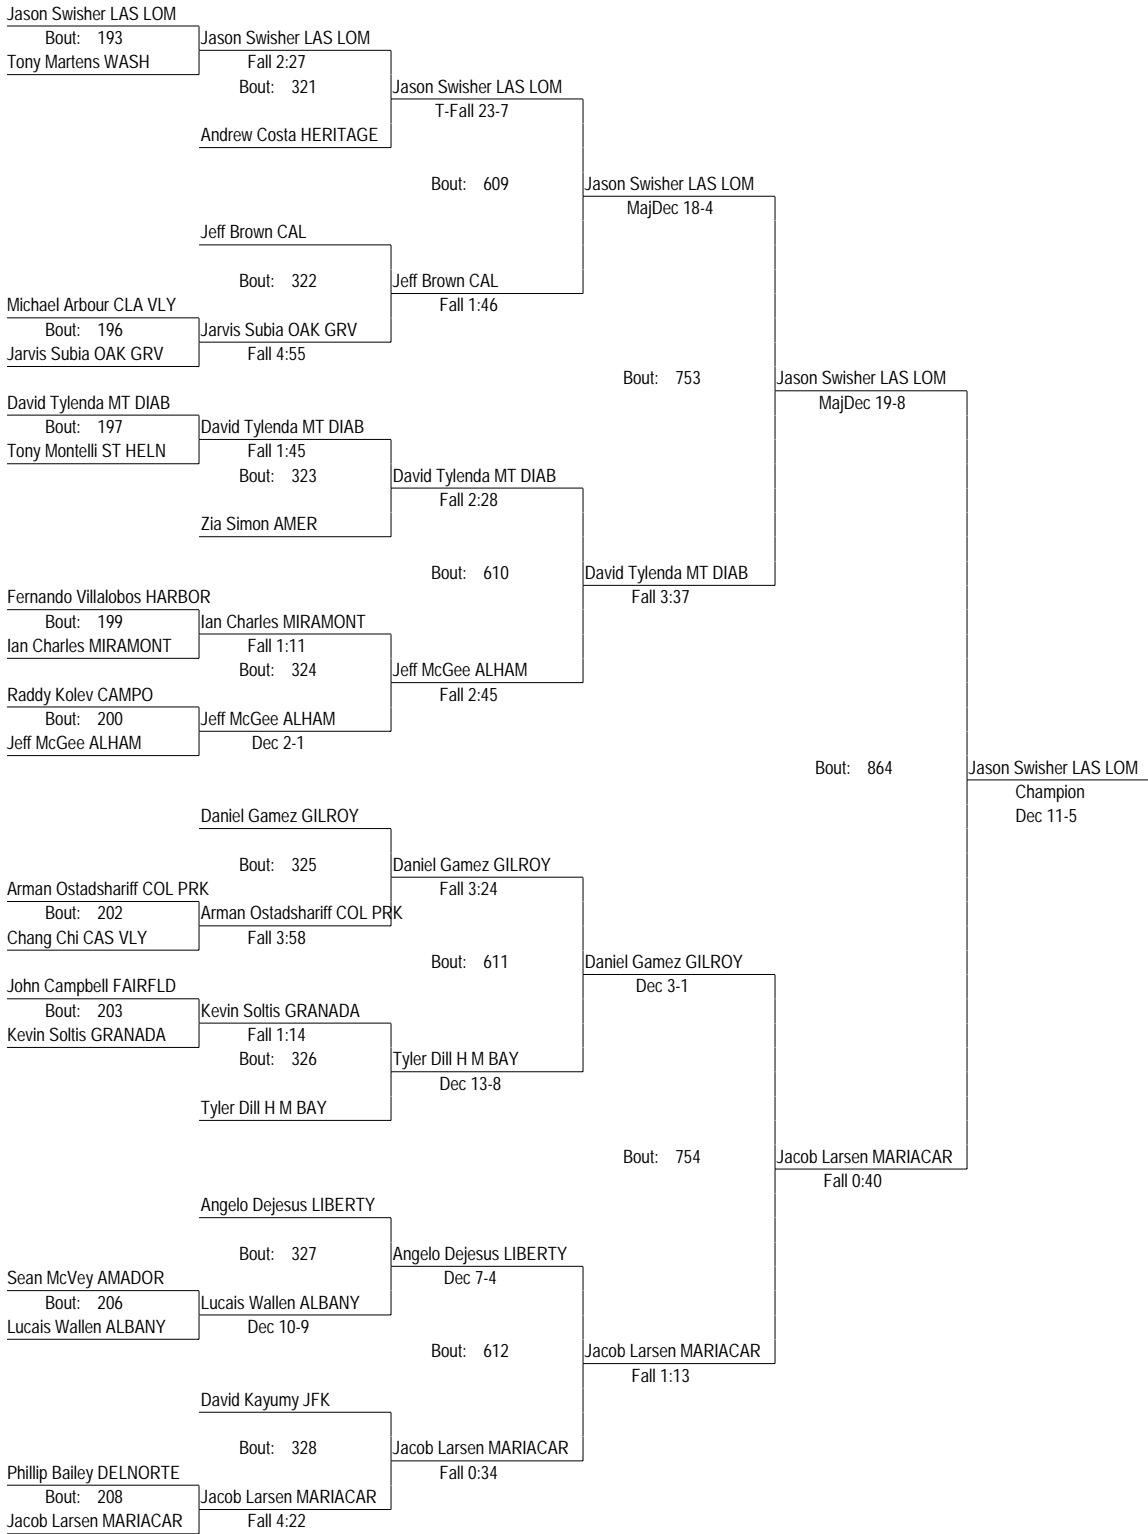 Jason Swisher LAS LOM
Bout: 193
Jason Swisher LAS LOM
Tony Martens WASH
Fall 2:27
Bout: 321
Jason Swisher LAS LOM
T-Fall 23-7
Andrew Costa HERITAGE
Bout: 609
Jason Swisher LAS LOM
MajDec 18-4
Jeff Brown CAL
Bout: 322
Jeff Brown CAL
Michael Arbour CLA VLY
Fall 1:46
Bout: 196
Jarvis Subia OAK GRV
Jarvis Subia OAK GRV
Fall 4:55
Bout: 753
Jason Swisher LAS LOM
David Tylenda MT DIAB
MajDec 19-8
Bout: 197
David Tylenda MT DIAB
Tony Montelli ST HELN
Fall 1:45
Bout: 323
David Tylenda MT DIAB
Fall 2:28
Zia Simon AMER
Bout: 610
David Tylenda MT DIAB
Fernando Villalobos HARBOR
Fall 3:37
Bout: 199
Ian Charles MIRAMONT
Ian Charles MIRAMONT
Fall 1:11
Bout: 324
Jeff McGee ALHAM
Raddy Kolev CAMPO
Fall 2:45
Bout: 200
Jeff McGee ALHAM
Jeff McGee ALHAM
Dec 2-1
Bout: 864
Jason Swisher LAS LOM
Champion
Daniel Gamez GILROY
Dec 11-5
Bout: 325
Daniel Gamez GILROY
Arman Ostadshariff COL PRK
Fall 3:24
Bout: 202
Arman Ostadshariff COL PRK
Chang Chi CAS VLY
Fall 3:58
Bout: 611
Daniel Gamez GILROY
John Campbell FAIRFLD
Dec 3-1
Bout: 203
Kevin Soltis GRANADA
Kevin Soltis GRANADA
Fall 1:14
Bout: 326
Tyler Dill H M BAY
Dec 13-8
Tyler Dill H M BAY
Bout: 754
Jacob Larsen MARIACAR
Fall 0:40
Angelo Dejesus LIBERTY
Bout: 327
Angelo Dejesus LIBERTY
Sean McVey AMADOR
Dec 7-4
Bout: 206
Lucais Wallen ALBANY
Lucais Wallen ALBANY
Dec 10-9
Bout: 612
Jacob Larsen MARIACAR
Fall 1:13
David Kayumy JFK
Bout: 328
Jacob Larsen MARIACAR
Phillip Bailey DELNORTE
Fall 0:34
Bout: 208
Jacob Larsen MARIACAR
Jacob Larsen MARIACAR
Fall 4:22